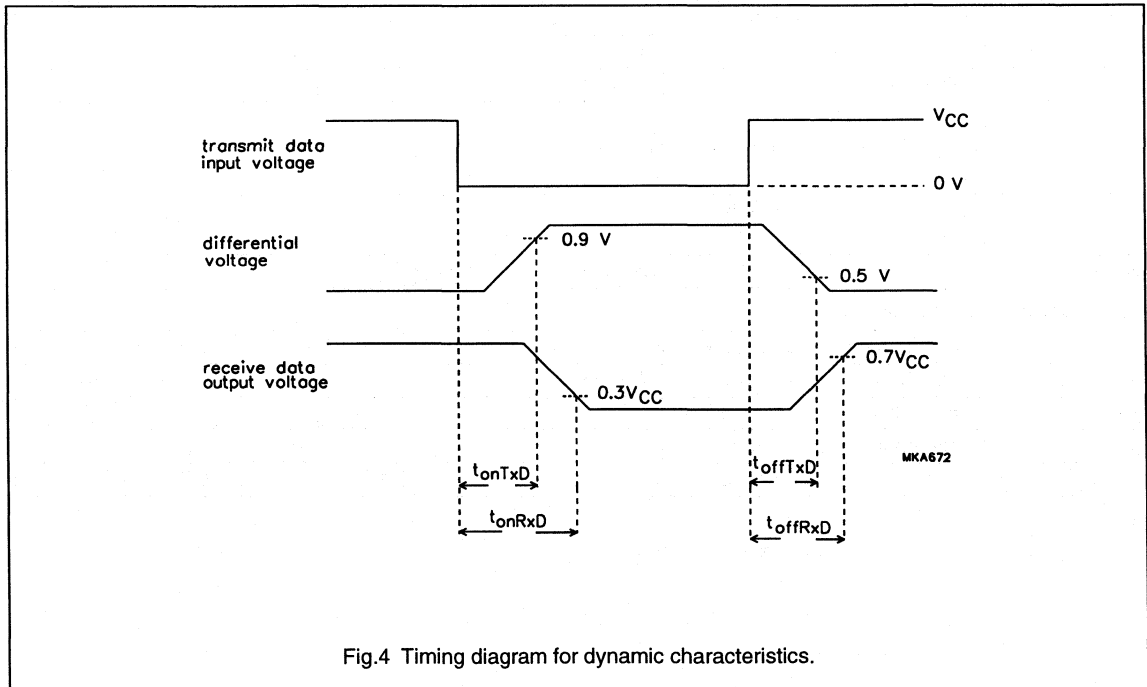 V_CC
transmit data
input voltage
0 V
differential
voltage
0.9 V
0.5 V
receive data
output voltage
0.7V_CC
0.3V_CC
MKA672
t_onTxD
t_offTxD
t_onRxD
t_offRxD
Fig.4 Timing diagram for dynamic characteristics.